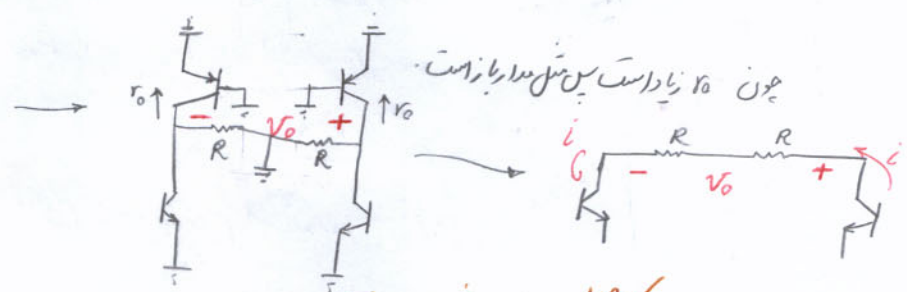 چون r₀ زیاد است پس مثل مدار باز است.
r₀ ↑ − V₀ + ↑ r₀
R R
i R R i
− V₀ +